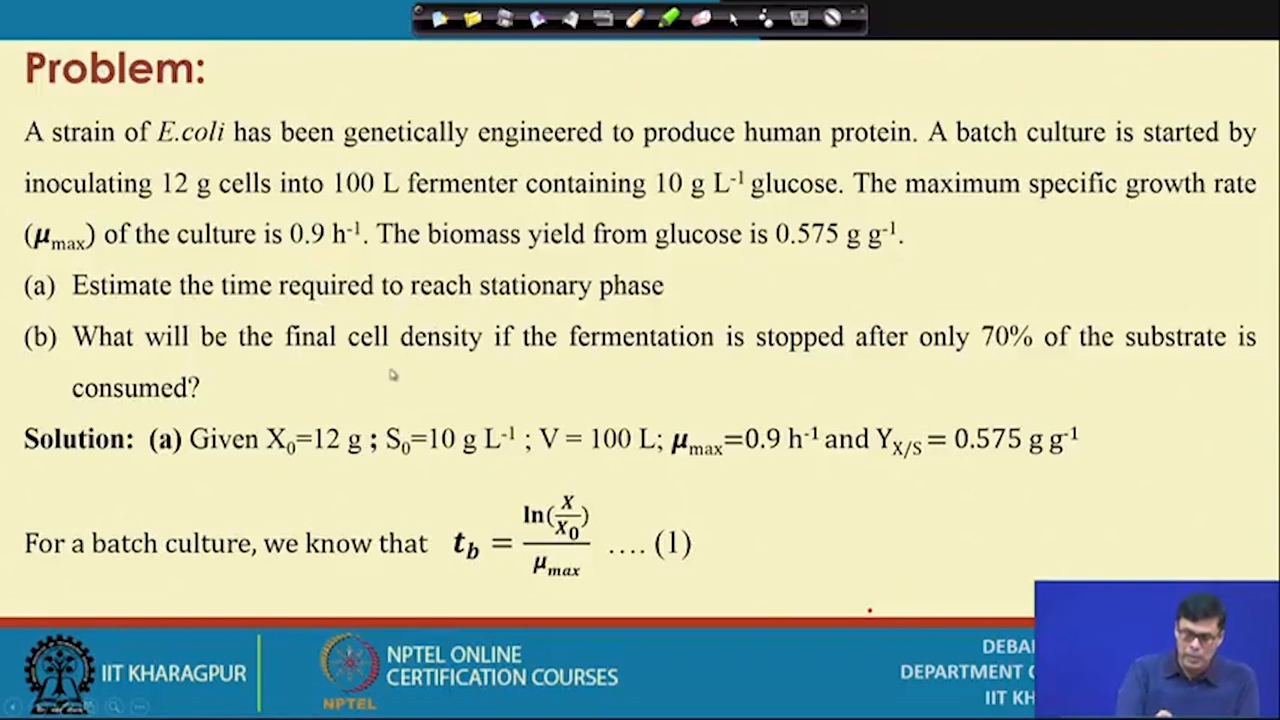 Problem:
A strain of E.coli has been genetically engineered to produce human protein. A batch culture is started by
inoculating 12 g cells into 100 L fermenter containing 10 g L⁻¹ glucose. The maximum specific growth rate
(μₘₐₓ) of the culture is 0.9 h⁻¹. The biomass yield from glucose is 0.575 g g⁻¹.
(a) Estimate the time required to reach stationary phase
(b) What will be the final cell density if the fermentation is stopped after only 70% of the substrate is
consumed?
Solution: (a) Given X₀=12 g ; S₀=10 g L⁻¹ ; V = 100 L; μₘₐₓ=0.9 h⁻¹ and Y_X/S = 0.575 g g⁻¹
For a batch culture, we know that t_b = ln(X/X₀)/μₘₐₓ .... (1)
IIT KHARAGPUR
NPTEL
NPTEL ONLINE
CERTIFICATION COURSES
DEPARTMENT